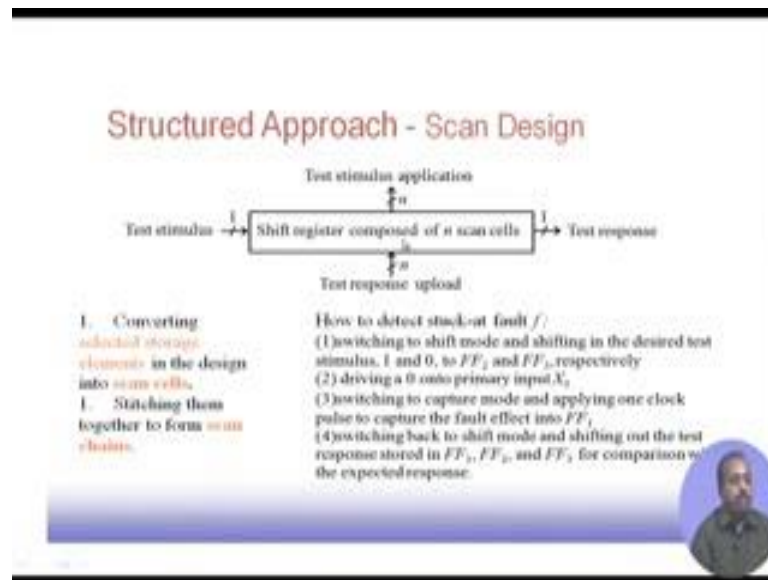 Structured Approach - Scan Design
Test stimulus application
n
1
1
Test stimulus
Shift register composed of n scan cells
Test response
n
Test response upload
1. Converting
selected storage
elements in the design
into scan cells.
1. Stitching them
together to form scan
chains.
How to detect stuck-at fault f:
(1)switching to shift mode and shifting in the desired test
stimulus, 1 and 0, to FF₂ and FF₃, respectively
(2) driving a 0 onto primary input
(3)switching to capture mode and applying one clock
pulse to capture the fault effect into FF₁
(4)switching back to shift mode and shifting out the test
response stored in FF₁, FF₂, and FF₃ for comparison
the expected response.